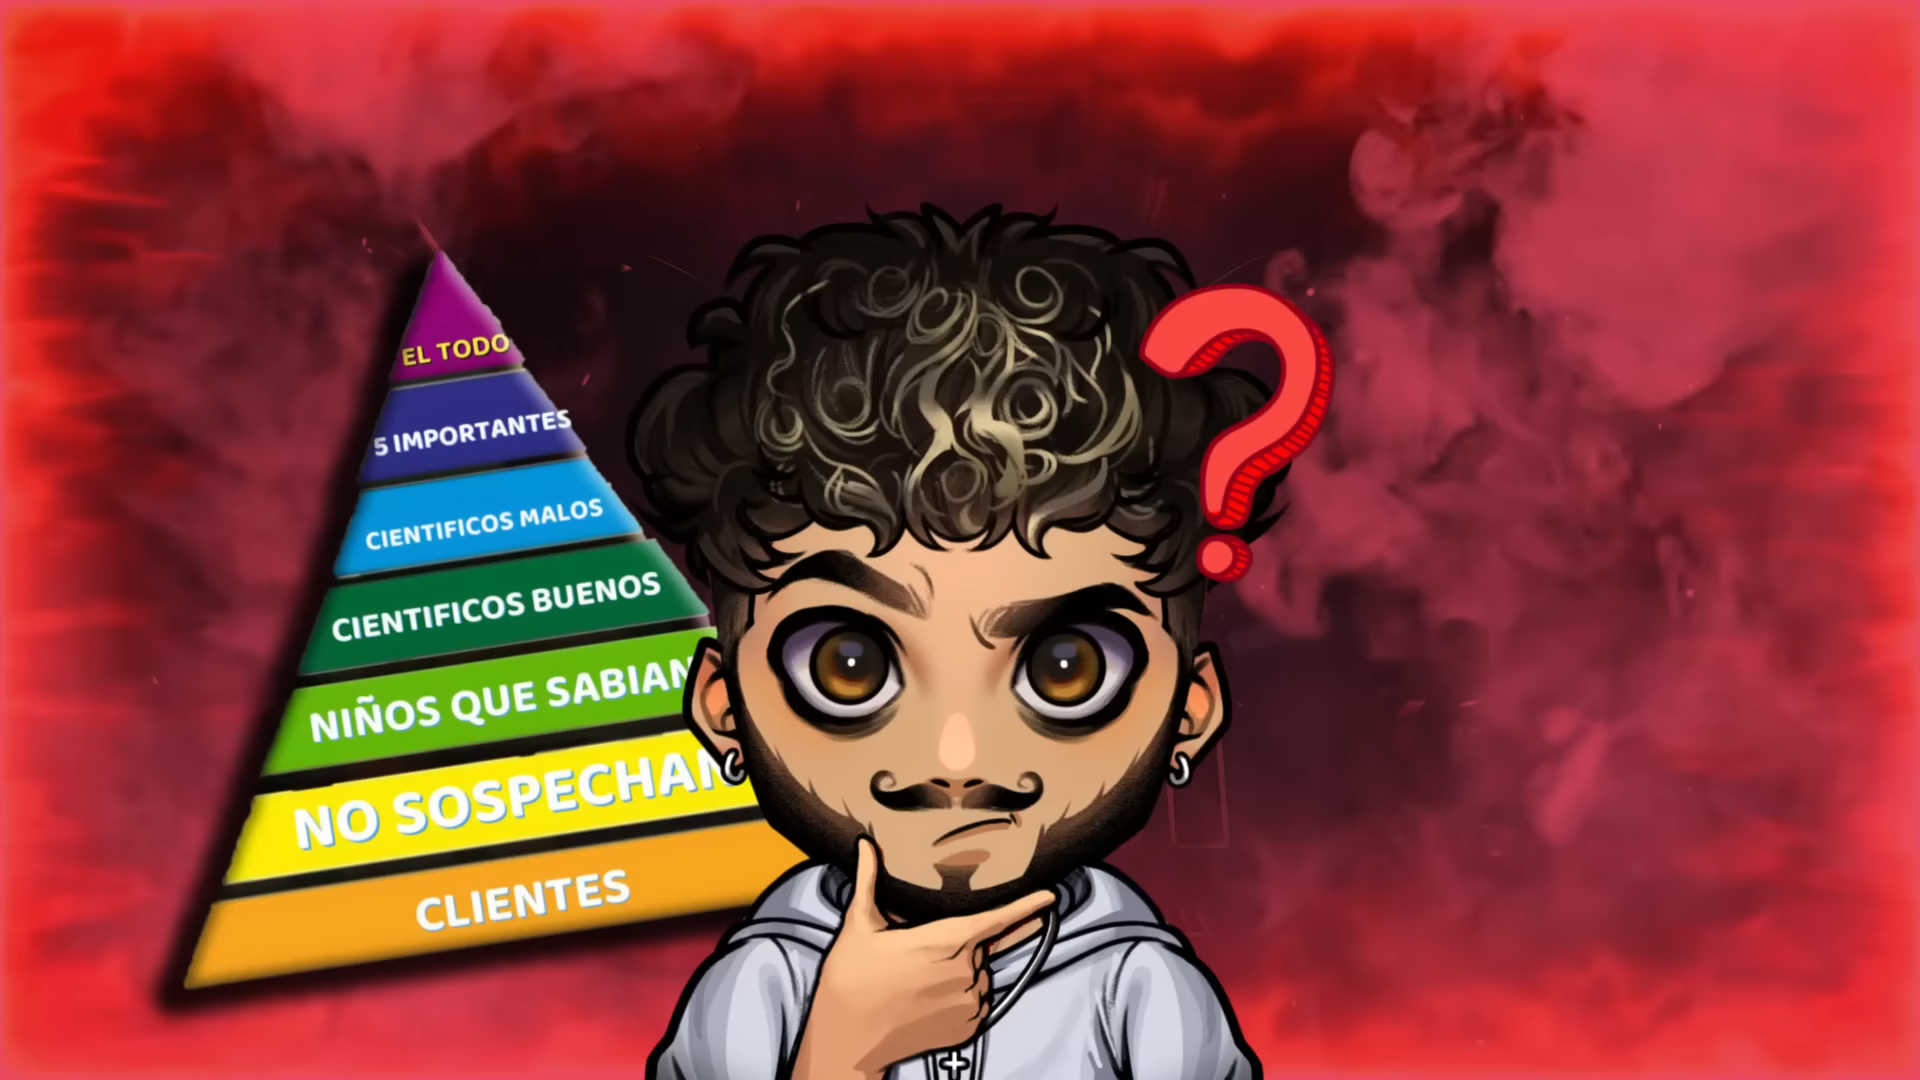 EL TODO
5 IMPORTANTES
CIENTIFICOS MALOS
CIENTIFICOS BUENOS
NIÑOS QUE SABIAN
NO SOSPECHAN
CLIENTES
?